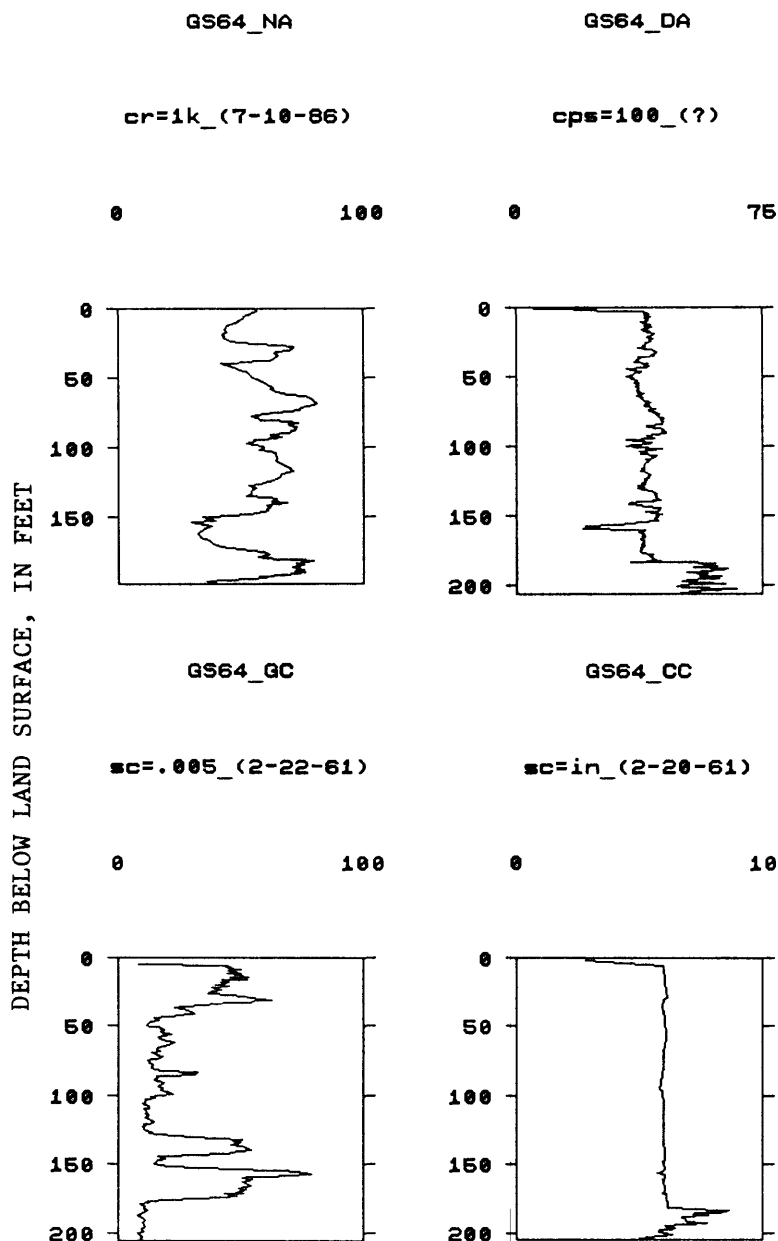 GS64_NA
cr=1k_(7-10-86)
0 100
0
50
100
150
GS64_DA
cps=100_(?)
0 75
0
50
100
150
200
DEPTH BELOW LAND SURFACE, IN FEET
GS64_GC
sc=.005_(2-22-61)
0 100
0
50
100
150
200
GS64_CC
sc=in_(2-20-61)
0 10
0
50
100
150
200